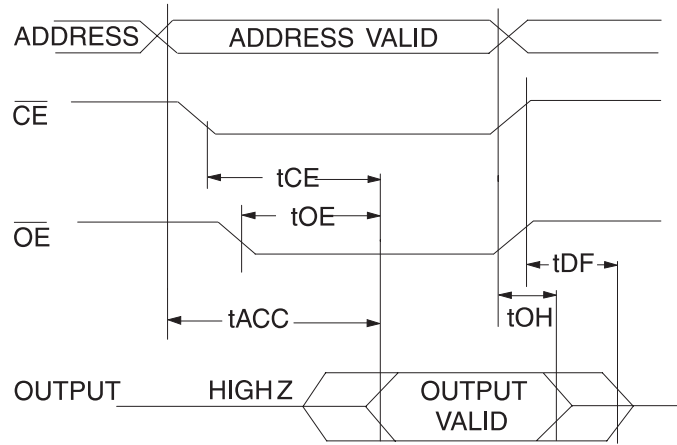 ADDRESS
ADDRESS VALID
CE
tCE
tOE
OE
tDF
tACC
tOH
OUTPUT
HIGH Z
OUTPUT
VALID